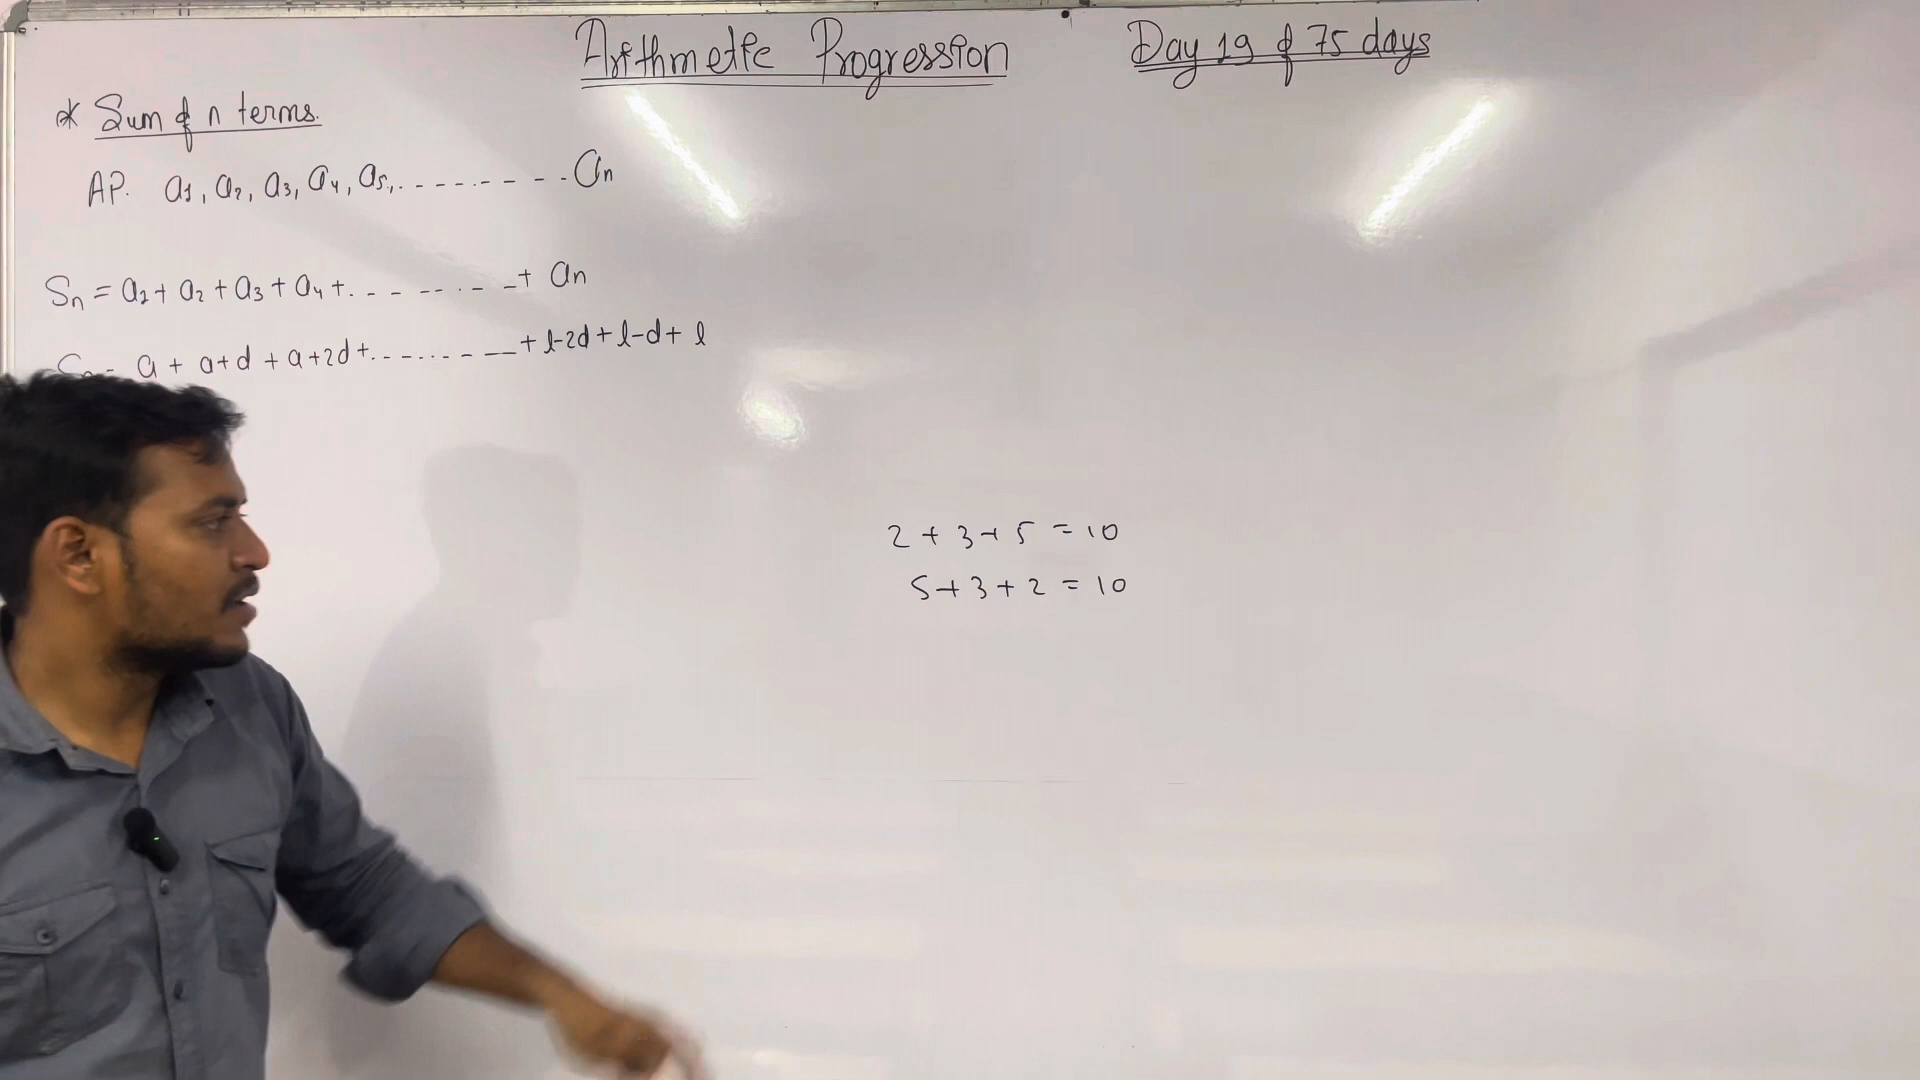 Arithmetic Progression
Day 19 of 75 days
* Sum of n terms.
AP. a1, a2, a3, a4, a5, . - - - - - - - - an
Sn = a1 + a2 + a3 + a4 + . - - - - - - - + an
Sn = a + a+d + a+2d + . - - - - - - - + l-2d + l-d + l
2 + 3 + 5 = 10
5 + 3 + 2 = 10